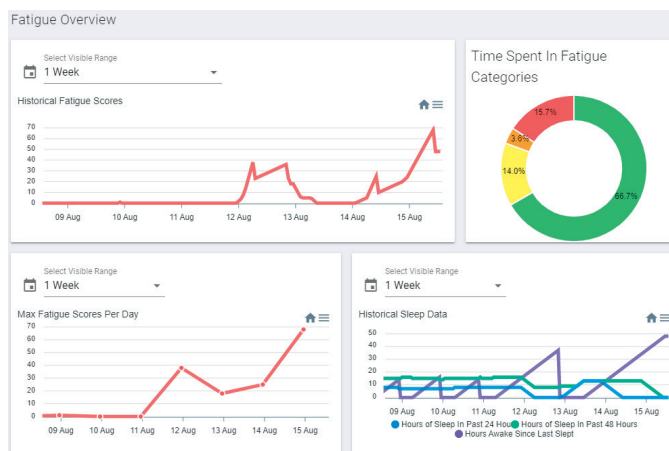 Fatigue Overview
Select Visible Range
1 Week
Historical Fatigue Scores
70
60
50
40
30
20
10
0
09 Aug 10 Aug 11 Aug 12 Aug 13 Aug 14 Aug 15 Aug
Time Spent In Fatigue
Categories
15.7%
3.6%
14.0%
66.7%
Select Visible Range
1 Week
Max Fatigue Scores Per Day
70
60
50
40
30
20
10
0
09 Aug 10 Aug 11 Aug 12 Aug 13 Aug 14 Aug 15 Aug
Select Visible Range
1 Week
Historical Sleep Data
50
40
30
20
10
0
09 Aug 10 Aug 11 Aug 12 Aug 13 Aug 14 Aug 15 Aug
Hours of Sleep In Past 24 Hou Hours of Sleep In Past 48 Hours
Hours Awake Since Last Slept